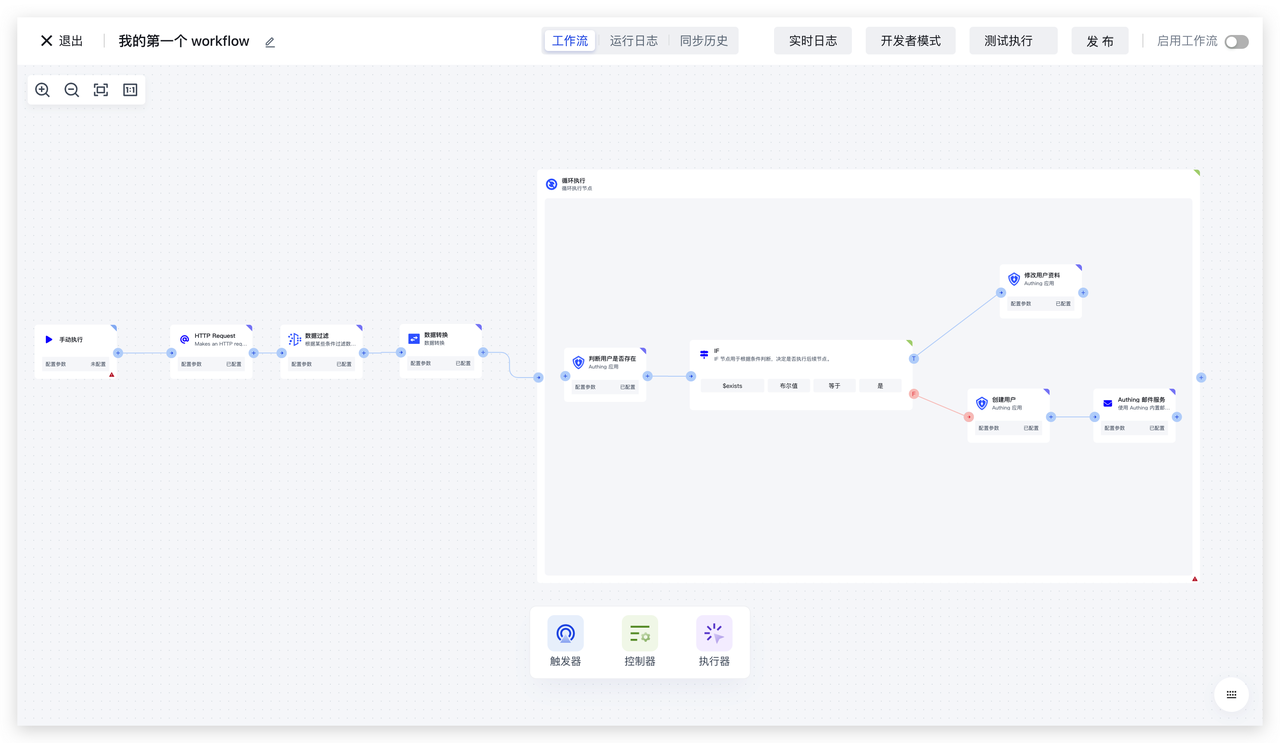 退出
我的第一个 workflow
工作流
运行日志
同步历史
实时日志
开发者模式
测试执行
发 布
启用工作流
1:1
循环执行
循环执行节点
手动执行
配置参数 未配置
HTTP Request
Makes an HTTP req...
配置参数 已配置
数据过滤
根据某些条件过滤数...
配置参数 已配置
数据转换
数据转换
配置参数 已配置
判断用户是否存在
Authing 应用
配置参数 已配置
IF
IF 节点用于根据条件判断，决定是否执行后续节点。
$exists 布尔值 等于 是
T
F
修改用户资料
Authing 应用
配置参数 已配置
创建用户
Authing 应用
配置参数 已配置
Authing 邮件服务
使用 Authing 内置邮...
配置参数 已配置
触发器
控制器
执行器